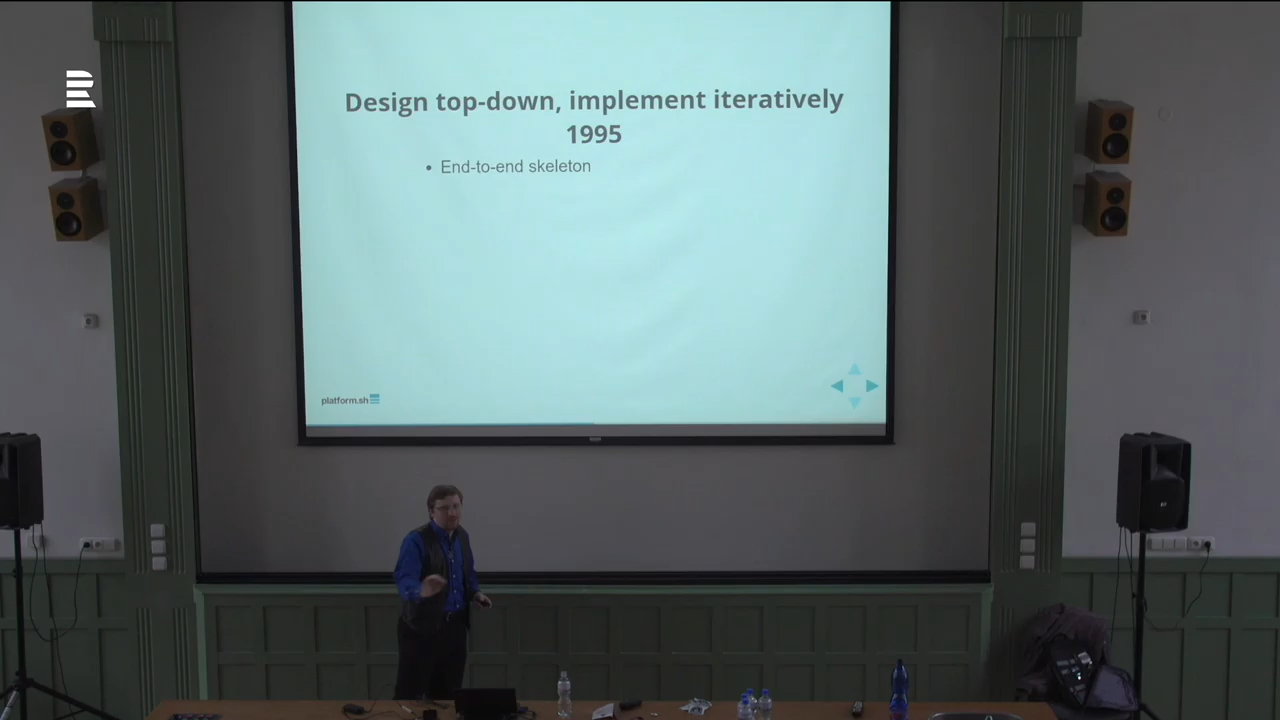 Design top-down, implement iteratively
1995
• End-to-end skeleton
platform.sh